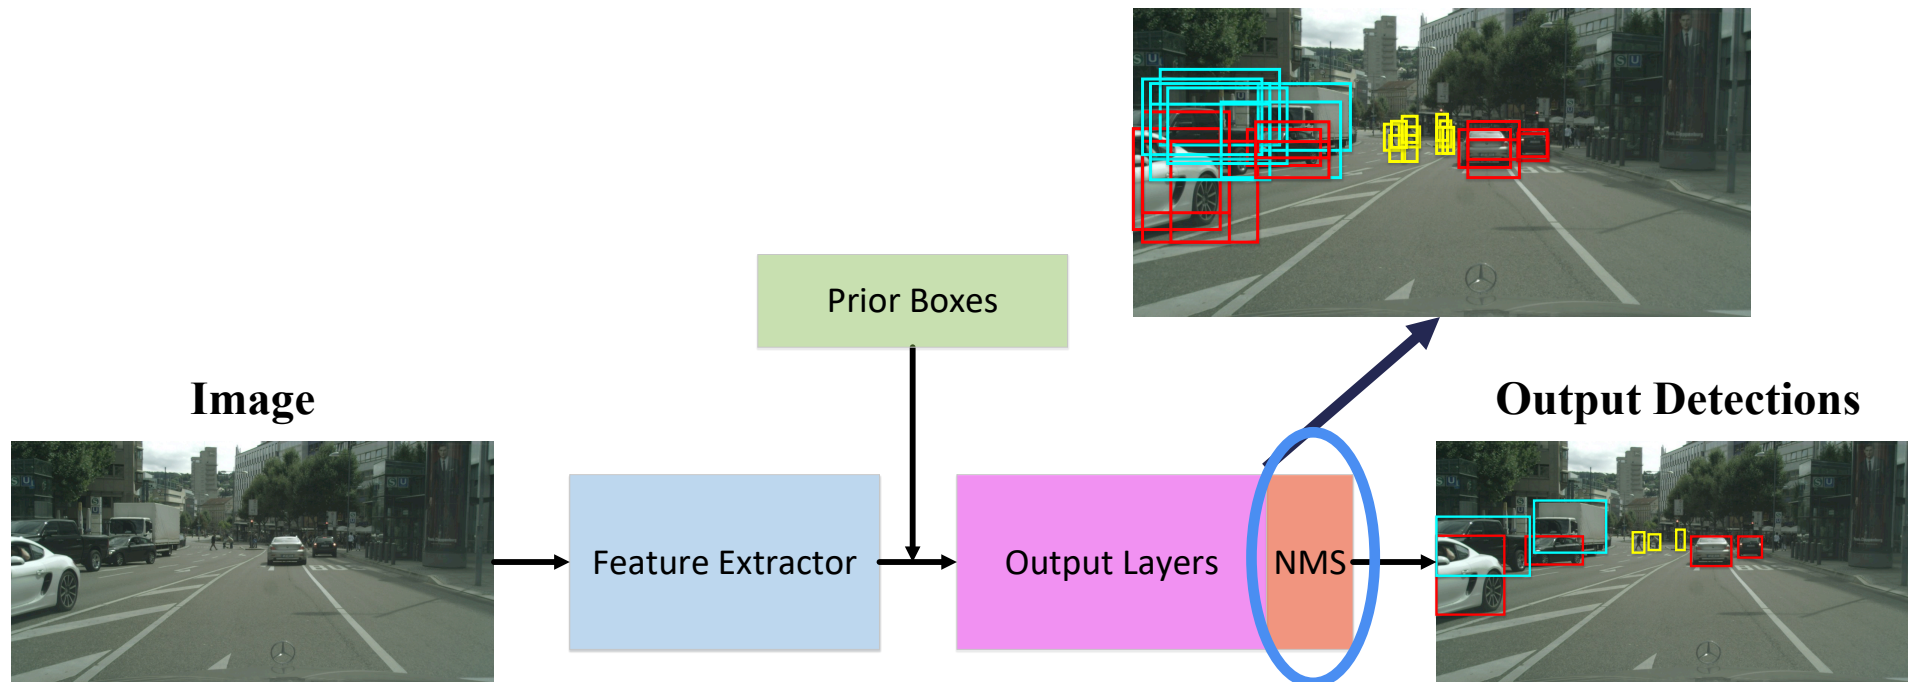 Prior Boxes
Image
Output Detections
Feature Extractor
Output Layers
NMS